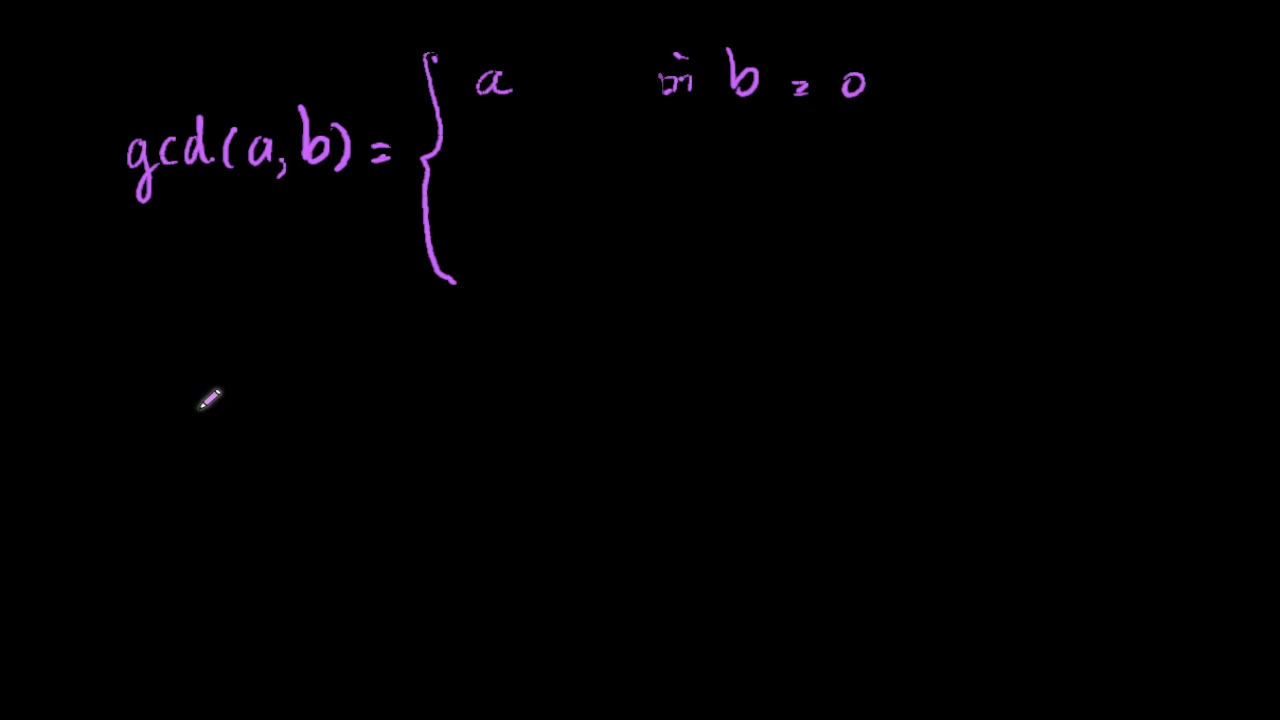 gcd(a,b) = { a b = 0